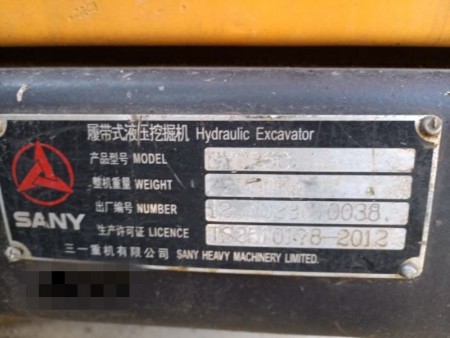 履带式液压挖掘机 Hydraulic Excavator
产品型号 MODEL
整机重量 WEIGHT
出厂编号 NUMBER 0038.
生产许可证 LICENCE -2012
SANY
三一重机有限公司 SANY HEAVY MACHINERY LIMITED.